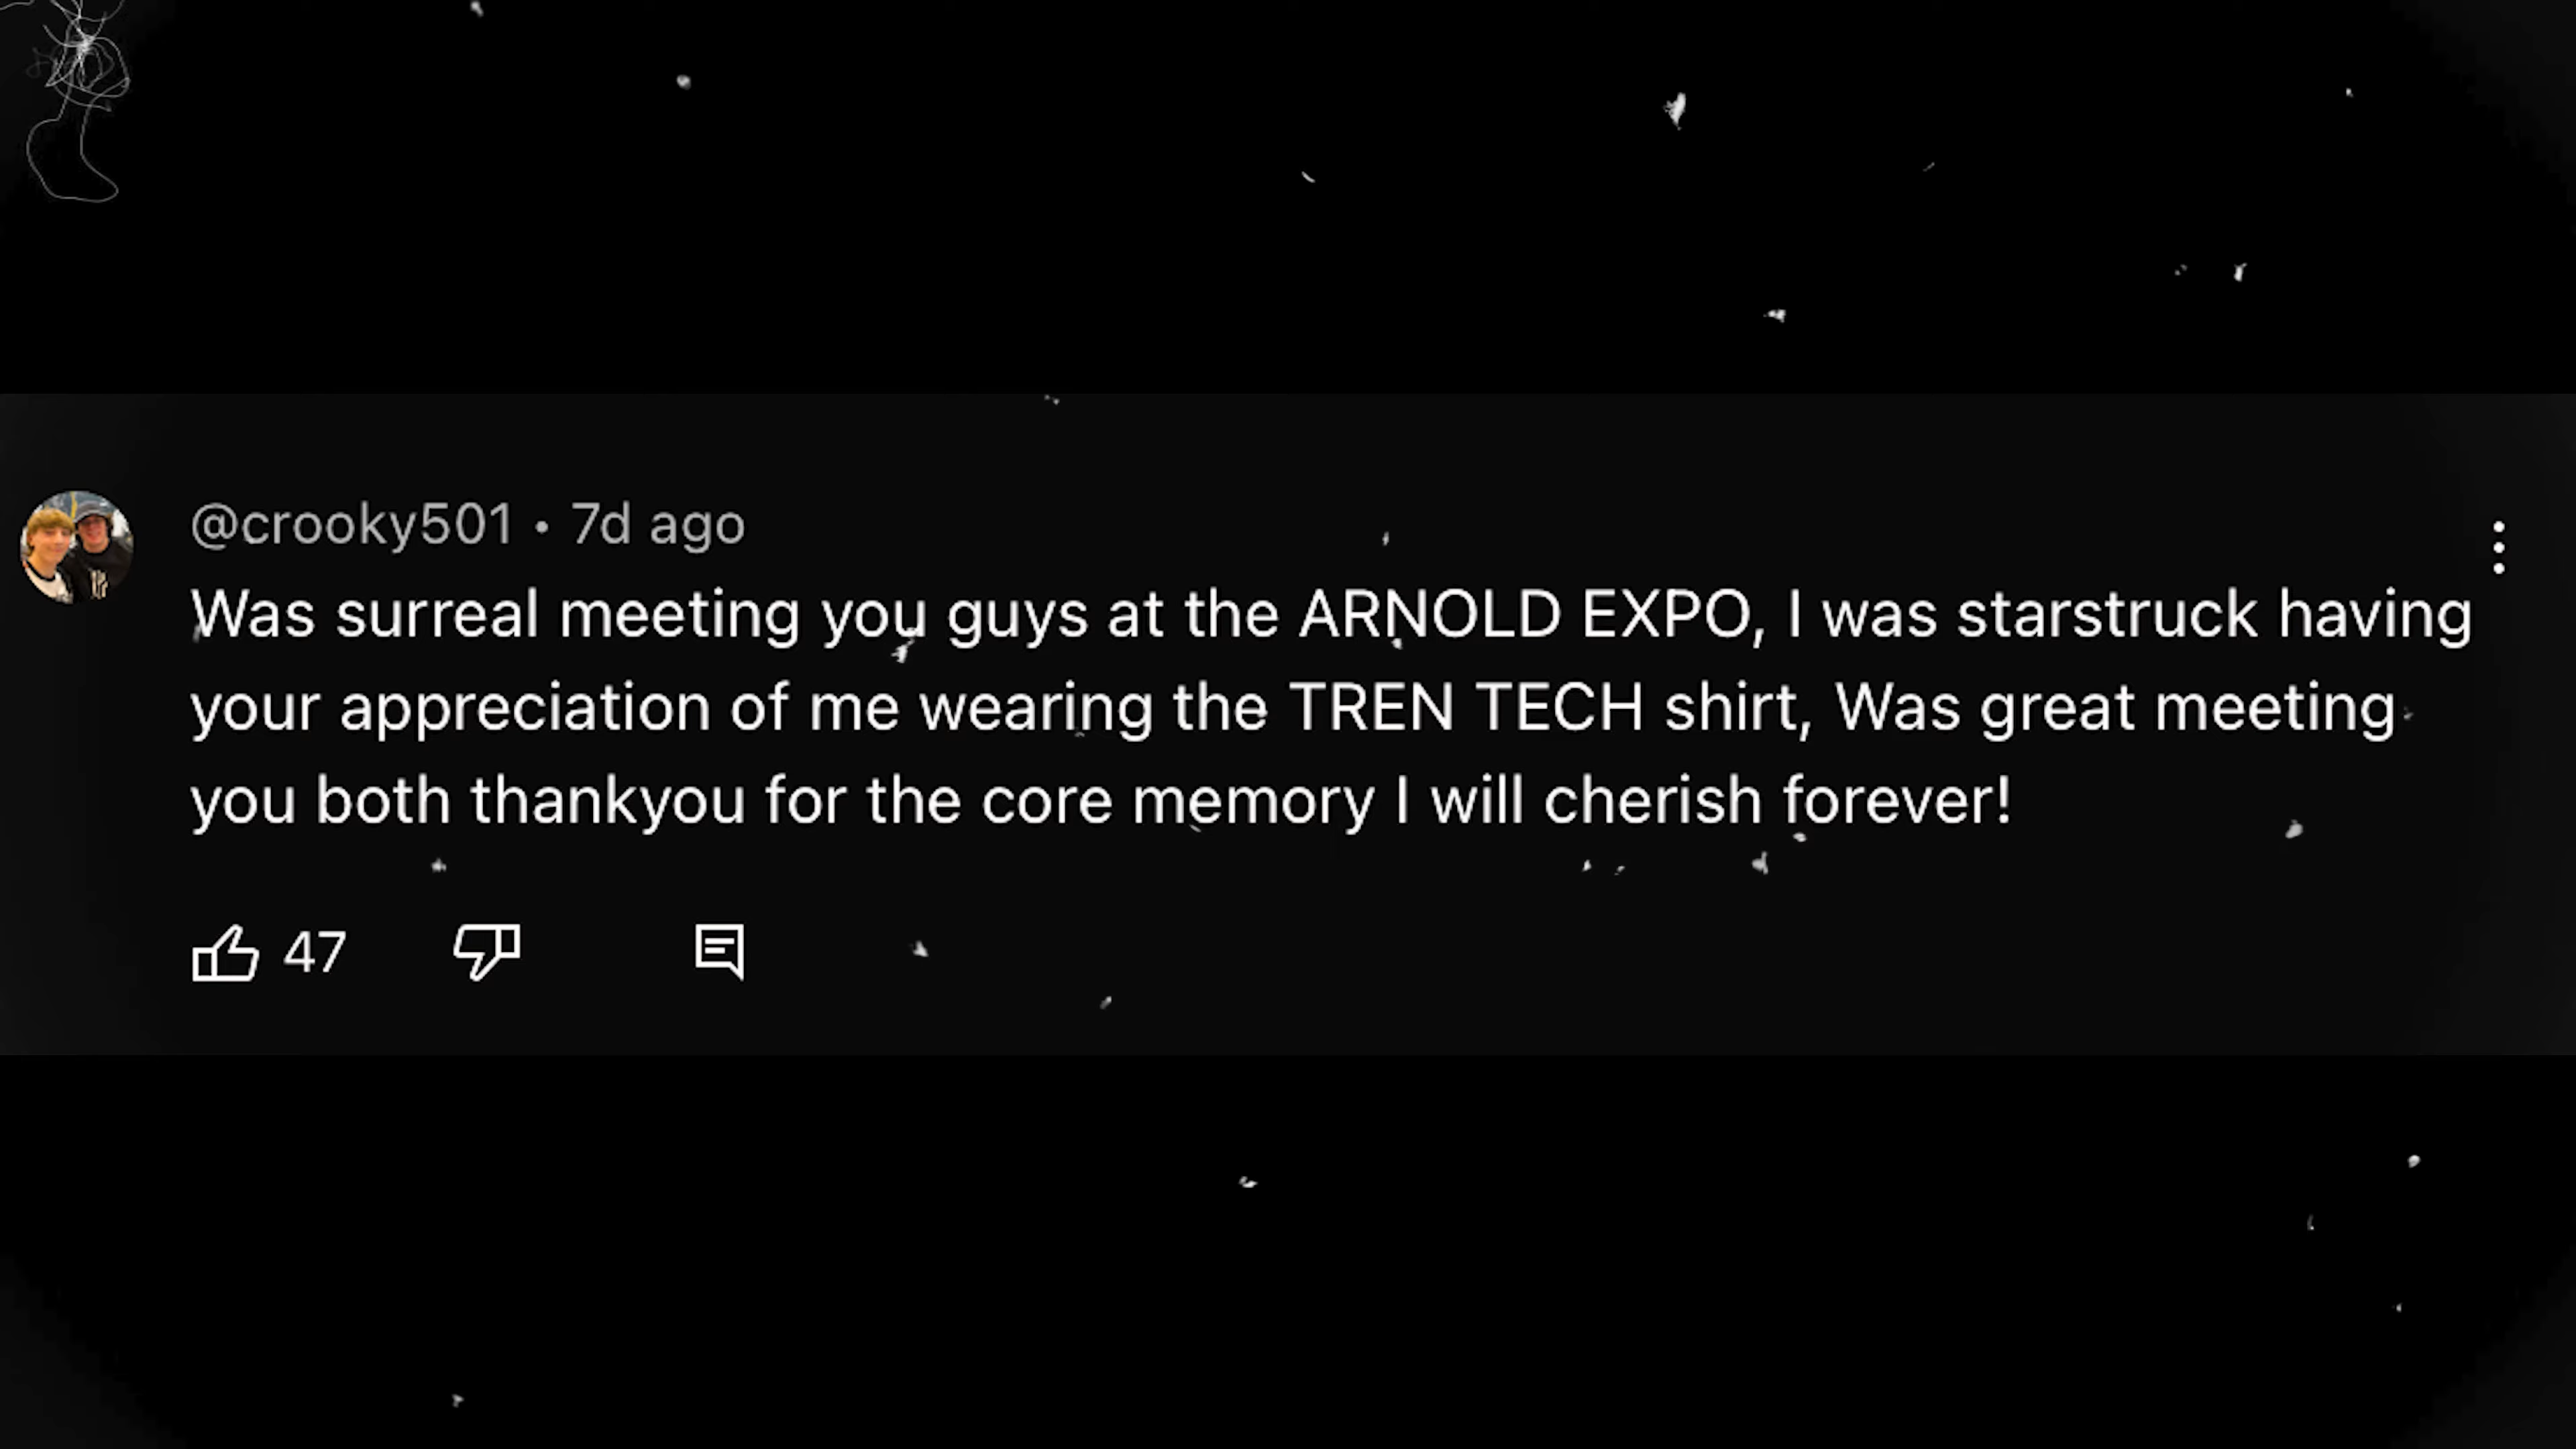 @crooky501 • 7d ago
Was surreal meeting you guys at the ARNOLD EXPO, I was starstruck having
your appreciation of me wearing the TREN TECH shirt, Was great meeting
you both thankyou for the core memory I will cherish forever!
47